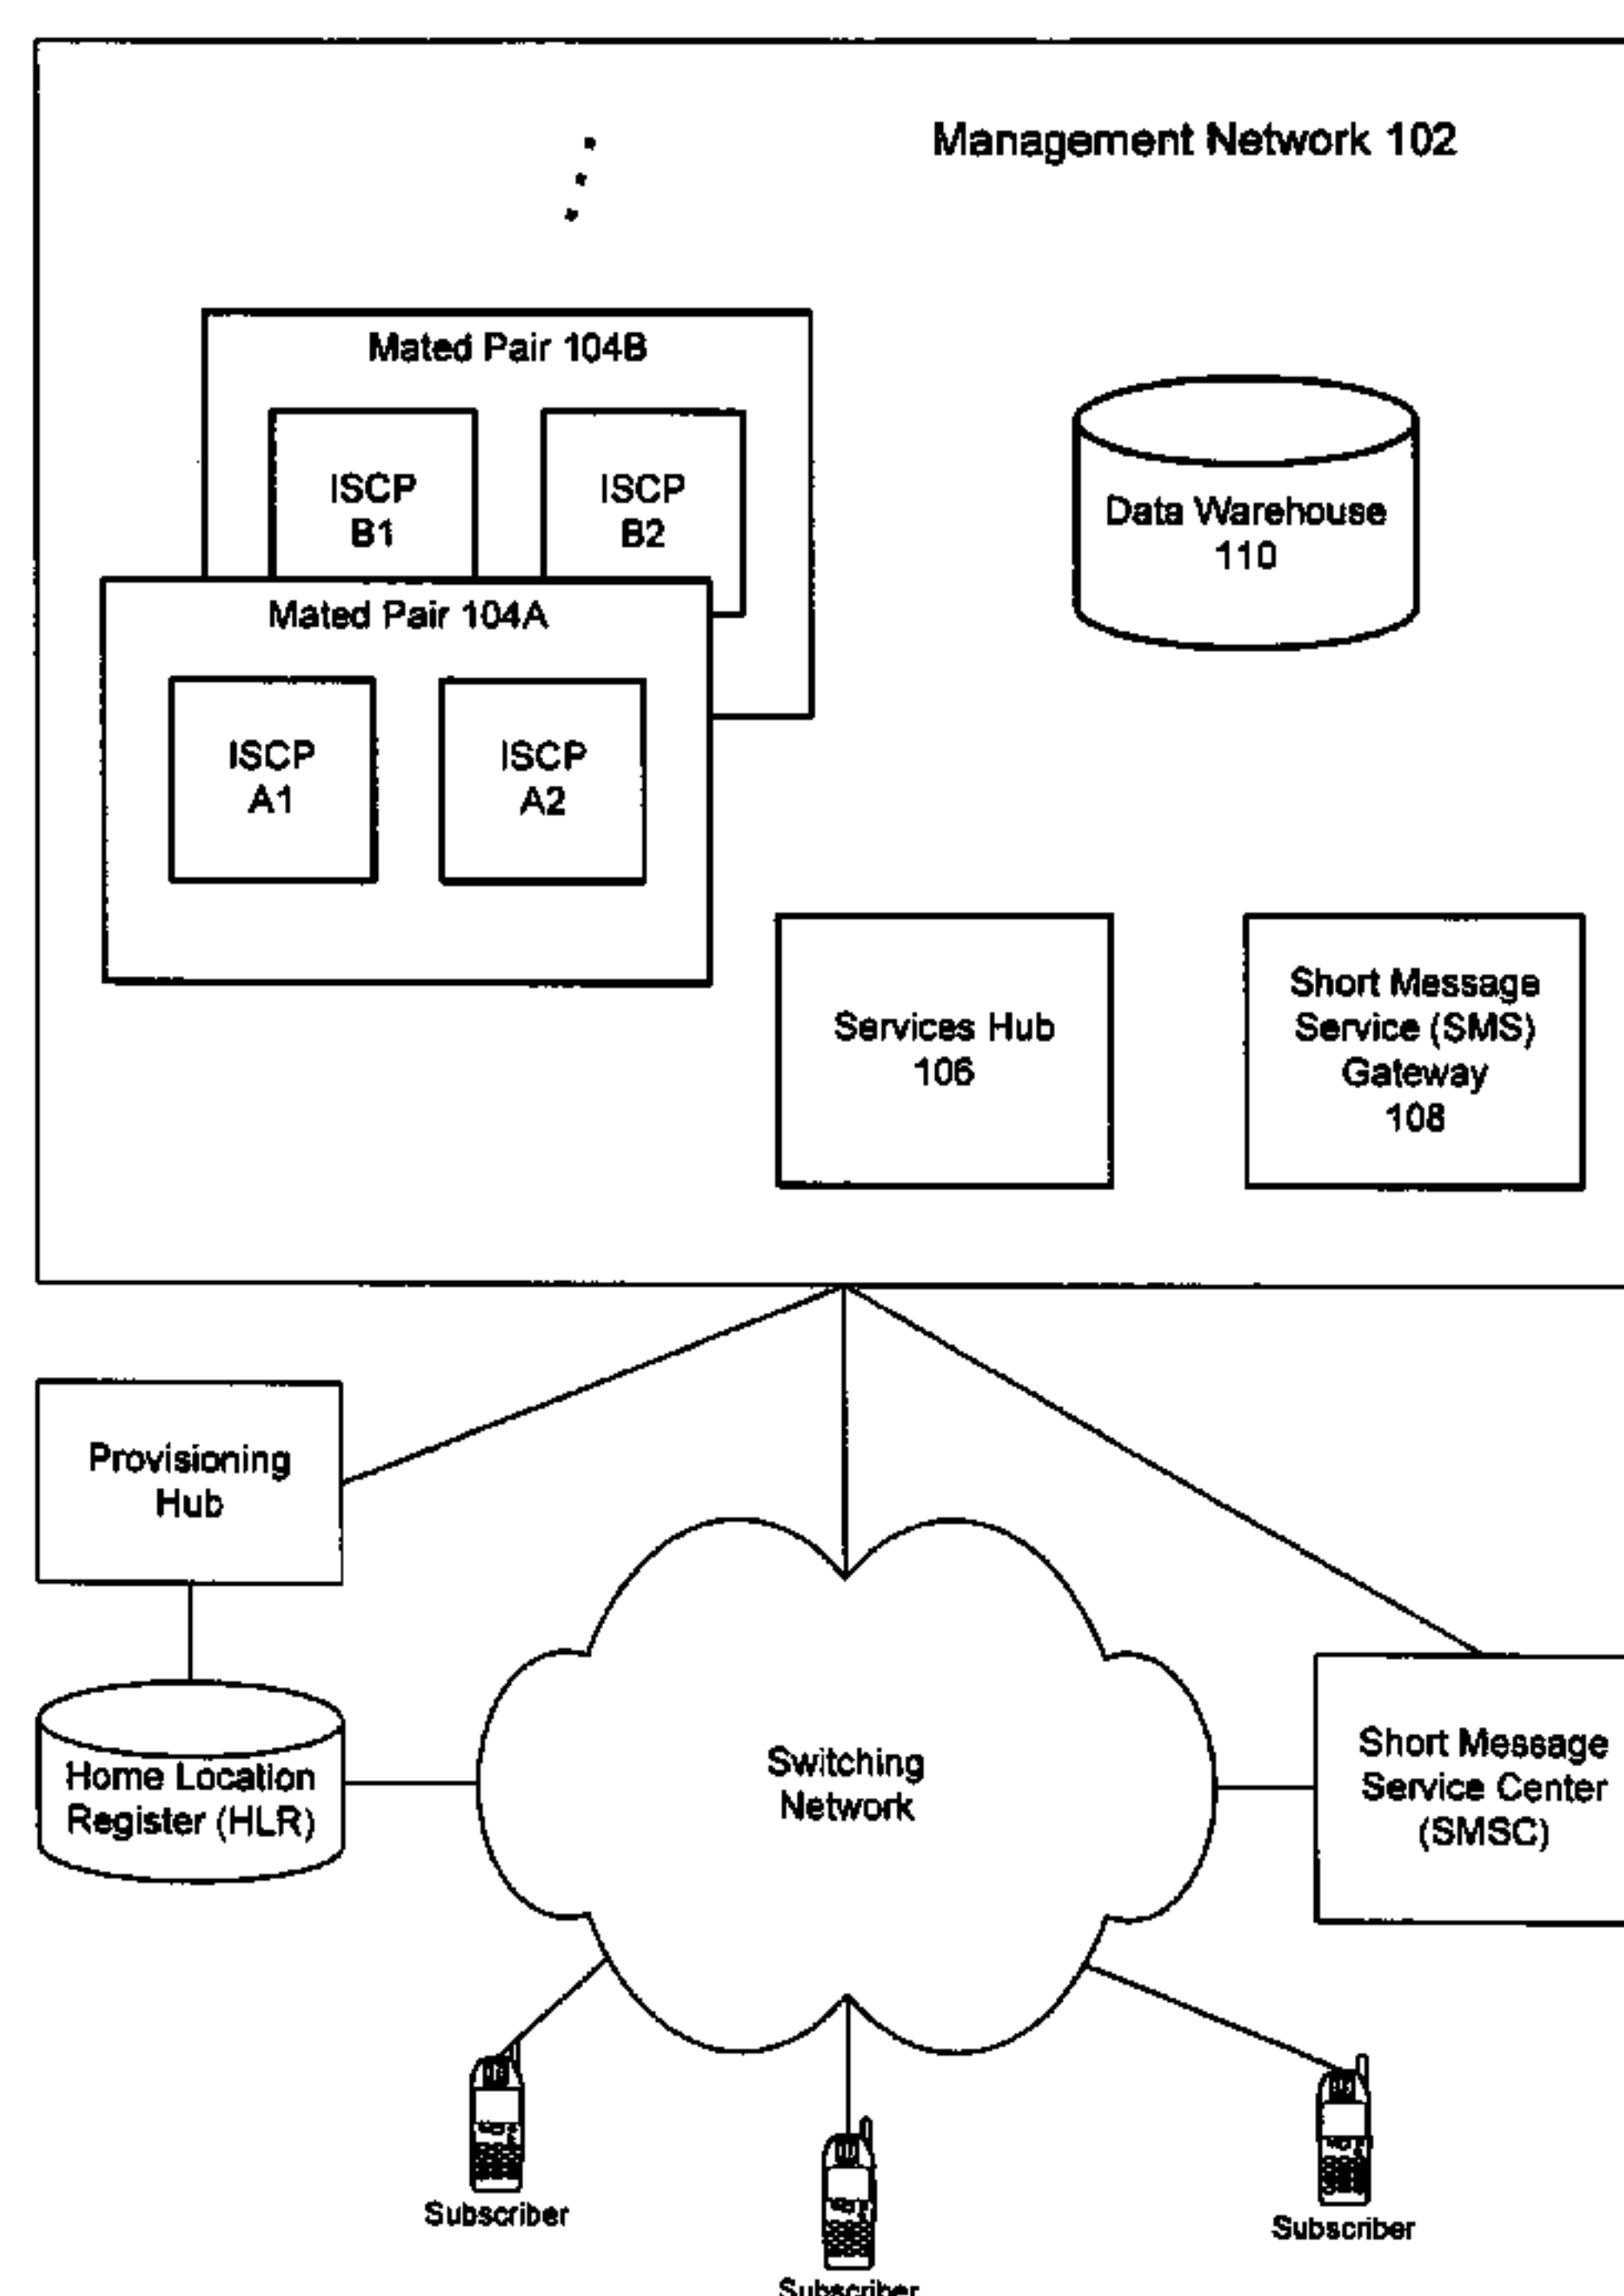 Management Network 102
Mated Pair 104B
ISCP
B1
ISCP
B2
Data Warehouse
110
Mated Pair 104A
ISCP
A1
ISCP
A2
Services Hub
106
Short Message
Service (SMS)
Gateway
108
Provisioning
Hub
Home Location
Register (HLR)
Switching
Network
Short Message
Service Center
(SMSC)
Subscriber
Subscriber
Subscriber